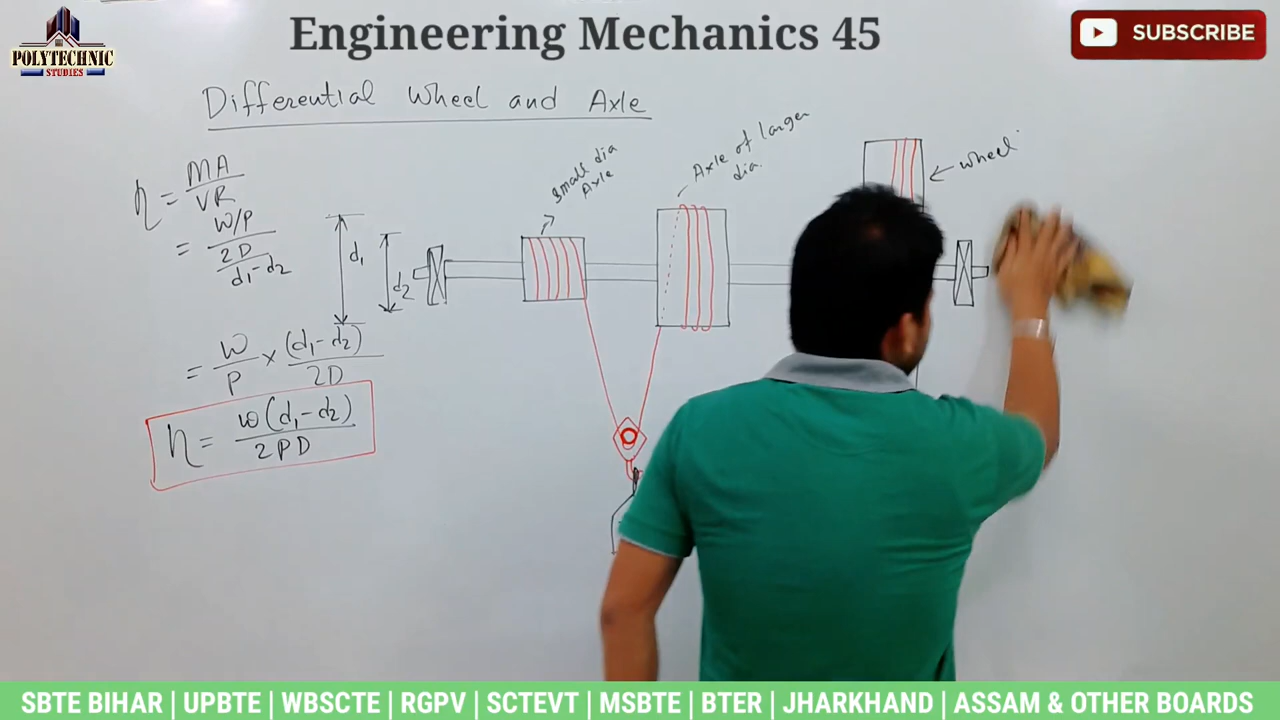 Engineering Mechanics 45
POLYTECHNIC
STUDIES
SUBSCRIBE
Differential Wheel and Axle
η = MA/VR
= W/P / 2D/d₁-d₂
= W/P × (d₁-d₂)/2D
η = W(d₁-d₂)/2PD
d₁
d₂
small dia
Axle
Axle of larger
dia.
wheel
SBTE BIHAR | UPBTE | WBSCTE | RGPV | SCTEVT | MSBTE | BTER | JHARKHAND | ASSAM & OTHER BOARDS